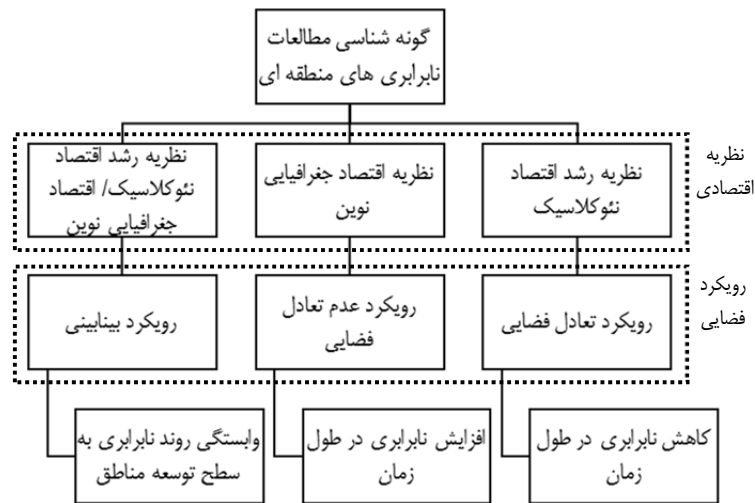 گونه شناسی مطالعات
نابرابری های منطقه ای
نظریه
اقتصادی
نظریه رشد اقتصاد
نئوکلاسیک
نظریه اقتصاد جغرافیایی
نوین
نظریه رشد اقتصاد
نئوکلاسیک/ اقتصاد
جغرافیایی نوین
رویکرد
فضایی
رویکرد تعادل فضایی
رویکرد عدم تعادل
فضایی
رویکرد بینابینی
کاهش نابرابری در طول
زمان
افزایش نابرابری در طول
زمان
وابستگی روند نابرابری به
سطح توسعه مناطق